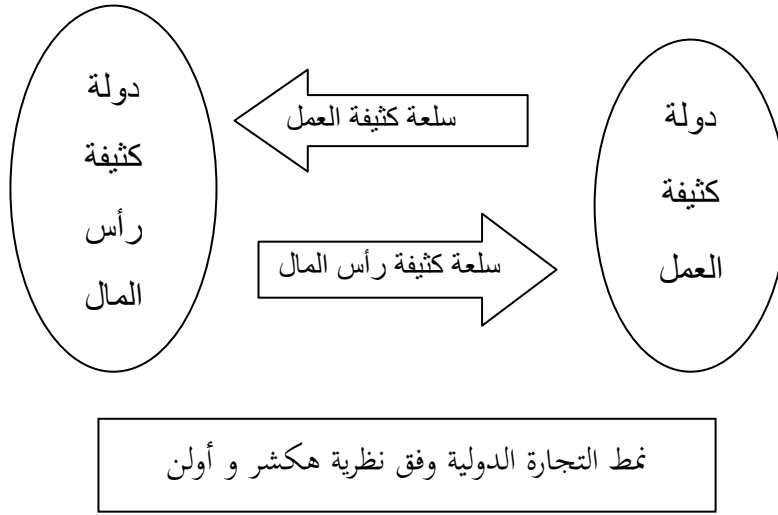 دولة
كثيفة
العمل
سلعة كثيفة العمل
سلعة كثيفة رأس المال
دولة
كثيفة
رأس
المال
نمط التجارة الدولية وفق نظرية هكشر و أولن